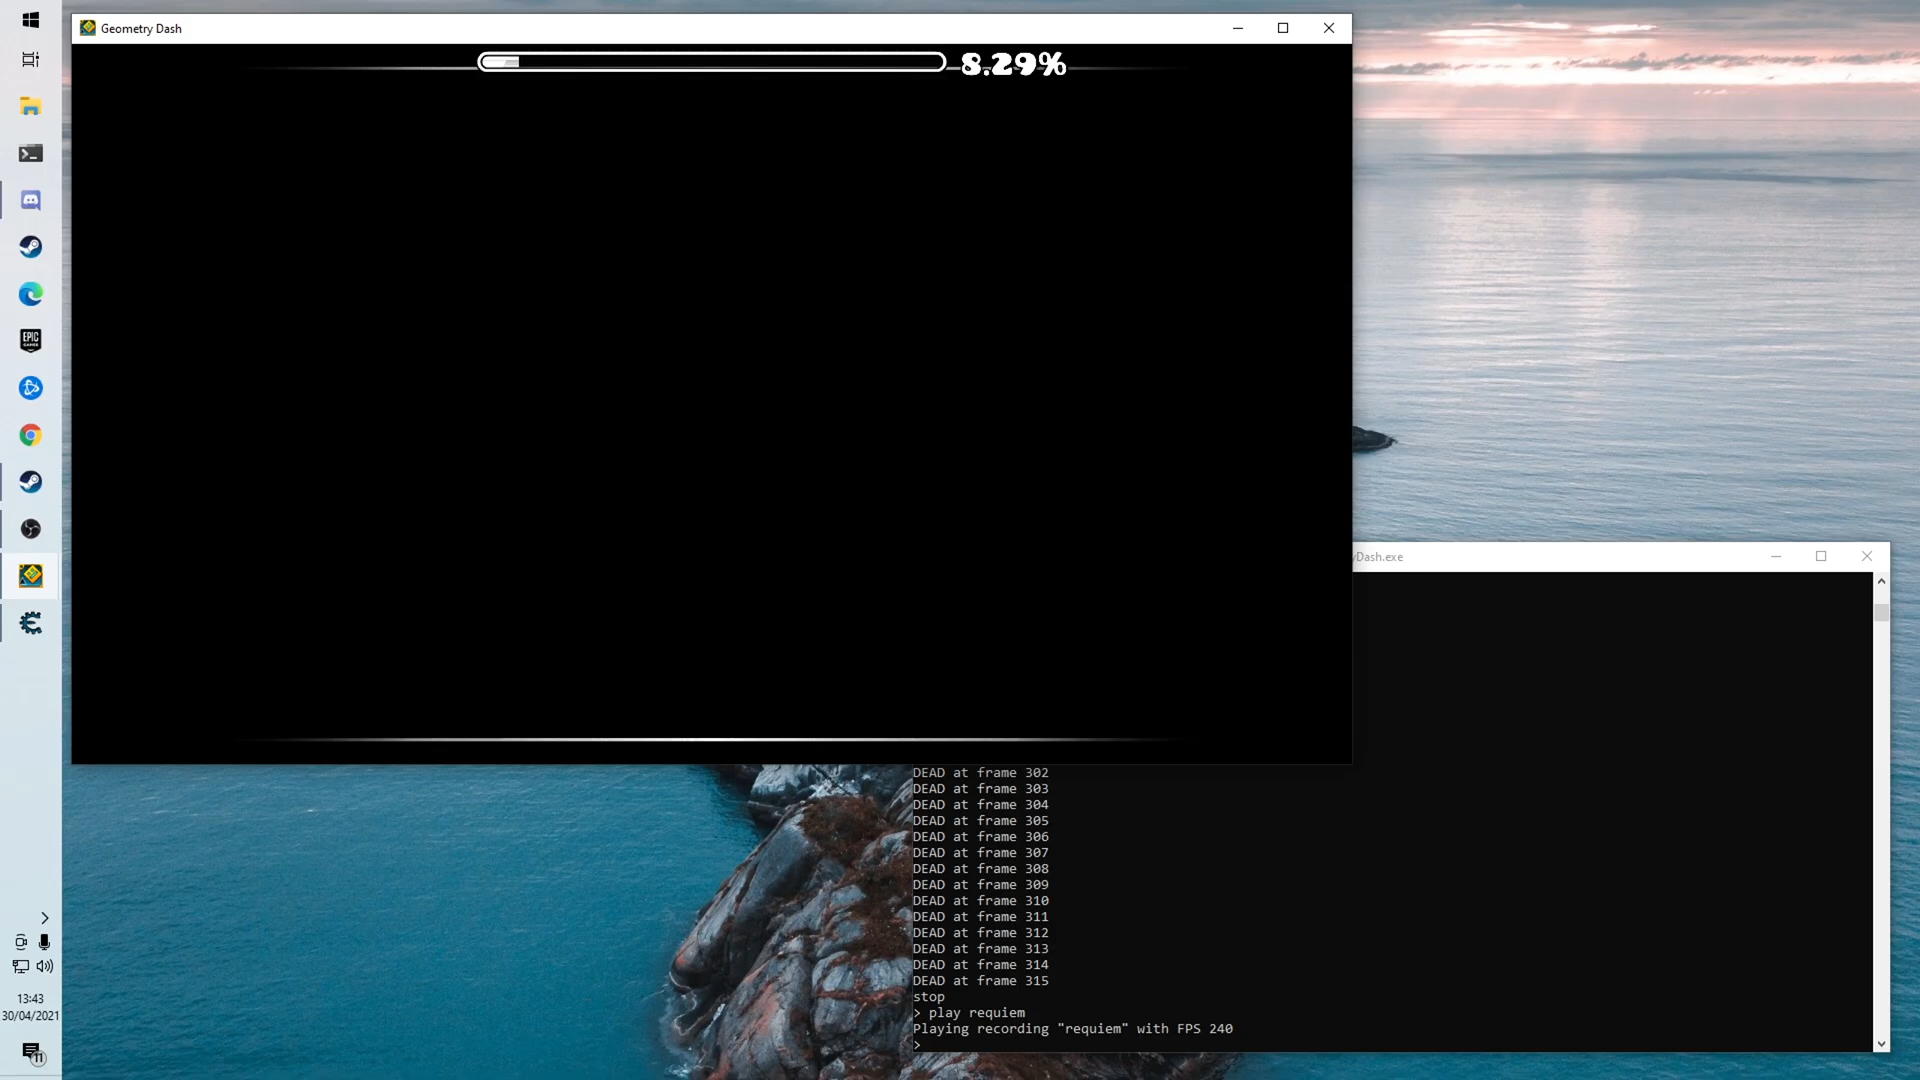 Geometry Dash
8.29%
EPIC
GAMES
Dash.exe
DEAD at frame 302
DEAD at frame 303
DEAD at frame 304
DEAD at frame 305
DEAD at frame 306
DEAD at frame 307
DEAD at frame 308
DEAD at frame 309
DEAD at frame 310
DEAD at frame 311
DEAD at frame 312
DEAD at frame 313
DEAD at frame 314
DEAD at frame 315
stop
> play requiem
Playing recording "requiem" with FPS 240
>
13:43
30/04/2021
11